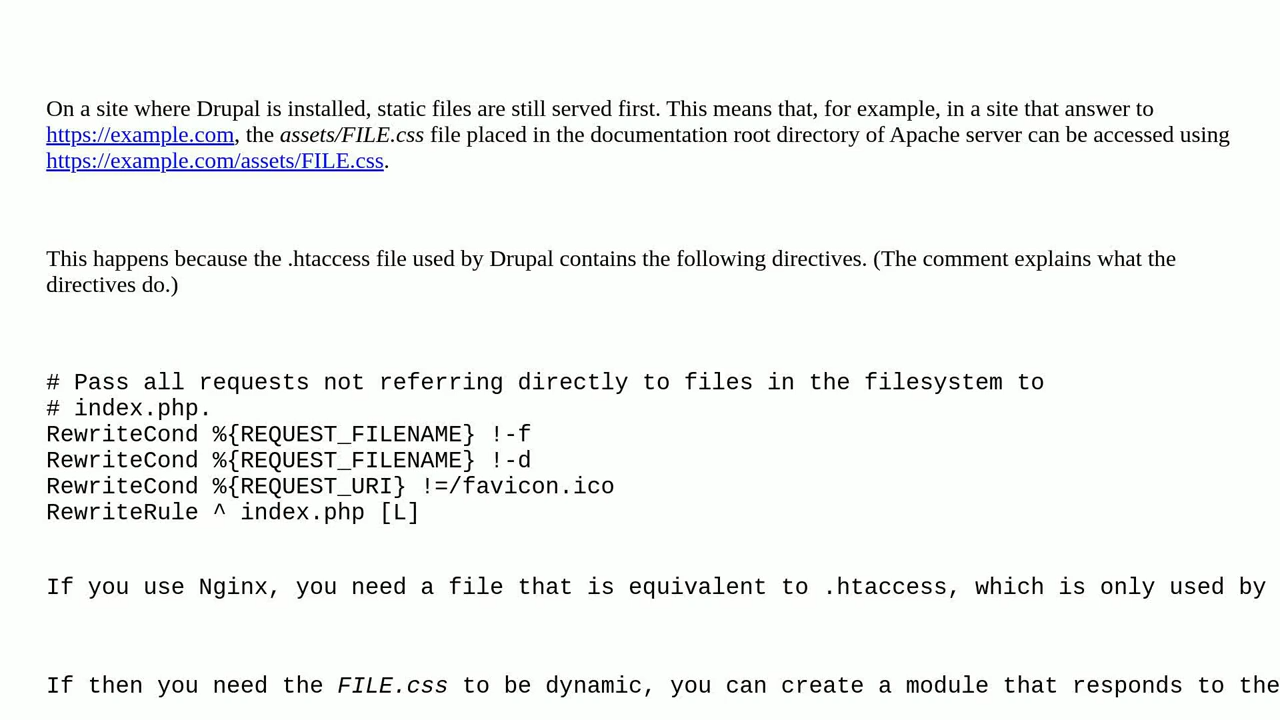 On a site where Drupal is installed, static files are still served first. This means that, for example, in a site that answer to
https://example.com, the assets/FILE.css file placed in the documentation root directory of Apache server can be accessed using
https://example.com/assets/FILE.css.
This happens because the .htaccess file used by Drupal contains the following directives. (The comment explains what the
directives do.)
# Pass all requests not referring directly to files in the filesystem to
# index.php.
RewriteCond %{REQUEST_FILENAME} !-f
RewriteCond %{REQUEST_FILENAME} !-d
RewriteCond %{REQUEST_URI} !=/favicon.ico
RewriteRule ^ index.php [L]
If you use Nginx, you need a file that is equivalent to .htaccess, which is only used by
If then you need the FILE.css to be dynamic, you can create a module that responds to the